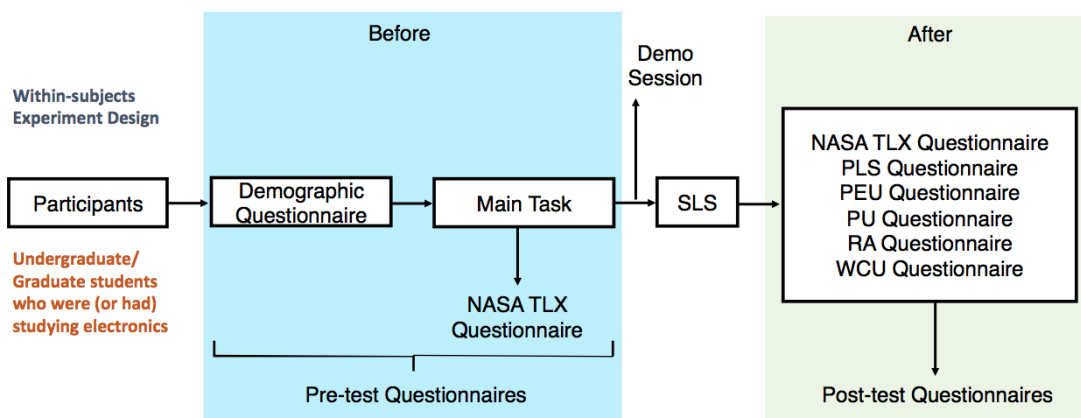 Before
After
Demo
Session
Within-subjects
Experiment Design
NASA TLX Questionnaire
PLS Questionnaire
PEU Questionnaire
PU Questionnaire
RA Questionnaire
WCU Questionnaire
Participants
Demographic
Questionnaire
Main Task
SLS
Undergraduate/
Graduate students
who were (or had)
studying electronics
NASA TLX
Questionnaire
Pre-test Questionnaires
Post-test Questionnaires